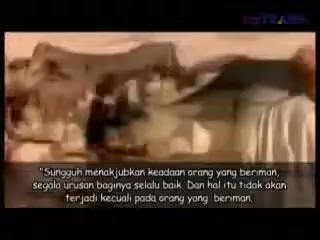 "Sungguh menakjubkan keadaan orang yang beriman,
segala urusan baginya selalu baik. Dan hal itu tidak akan
terjadi kecuali pada orang yang beriman.